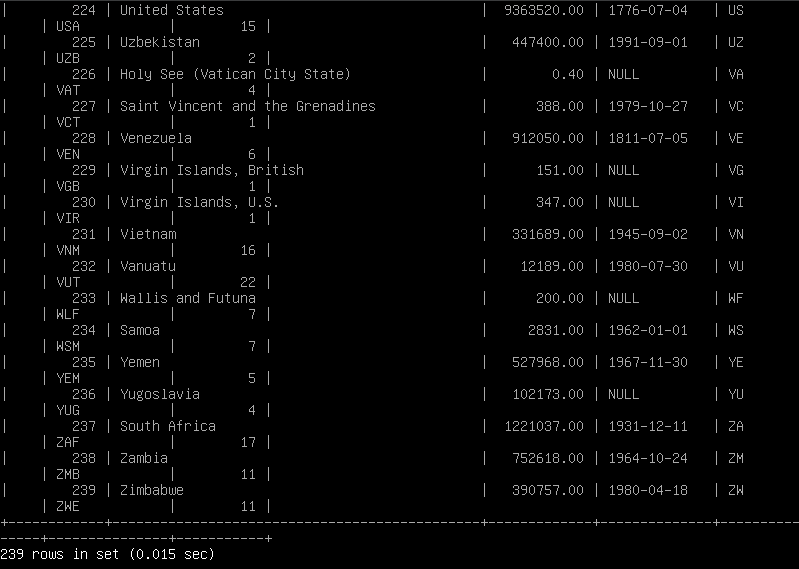 |        224 | United States                                | 9363520.00 | 1776-07-04   | US
     | USA           |         15 |
|        225 | Uzbekistan                                   |  447400.00 | 1991-09-01   | UZ
     | UZB           |          2 |
|        226 | Holy See (Vatican City State)                |       0.40 | NULL         | VA
     | VAT           |          4 |
|        227 | Saint Vincent and the Grenadines             |     388.00 | 1979-10-27   | VC
     | VCT           |          1 |
|        228 | Venezuela                                    |  912050.00 | 1811-07-05   | VE
     | VEN           |          6 |
|        229 | Virgin Islands, British                      |     151.00 | NULL         | VG
     | VGB           |          1 |
|        230 | Virgin Islands, U.S.                         |     347.00 | NULL         | VI
     | VIR           |          1 |
|        231 | Vietnam                                      |  331689.00 | 1945-09-02   | VN
     | VNM           |         16 |
|        232 | Vanuatu                                      |   12189.00 | 1980-07-30   | VU
     | VUT           |         22 |
|        233 | Wallis and Futuna                            |     200.00 | NULL         | WF
     | WLF           |          7 |
|        234 | Samoa                                        |    2831.00 | 1962-01-01   | WS
     | WSM           |          7 |
|        235 | Yemen                                        |  527968.00 | 1967-11-30   | YE
     | YEM           |          5 |
|        236 | Yugoslavia                                   |  102173.00 | NULL         | YU
     | YUG           |          4 |
|        237 | South Africa                                 | 1221037.00 | 1931-12-11   | ZA
     | ZAF           |         17 |
|        238 | Zambia                                       |  752618.00 | 1964-10-24   | ZM
     | ZMB           |         11 |
|        239 | Zimbabwe                                     |  390757.00 | 1980-04-18   | ZW
     | ZWE           |         11 |
+------------+----------------------------------------------+------------+--------------+----------
-----+---------------+-----------+
239 rows in set (0.015 sec)